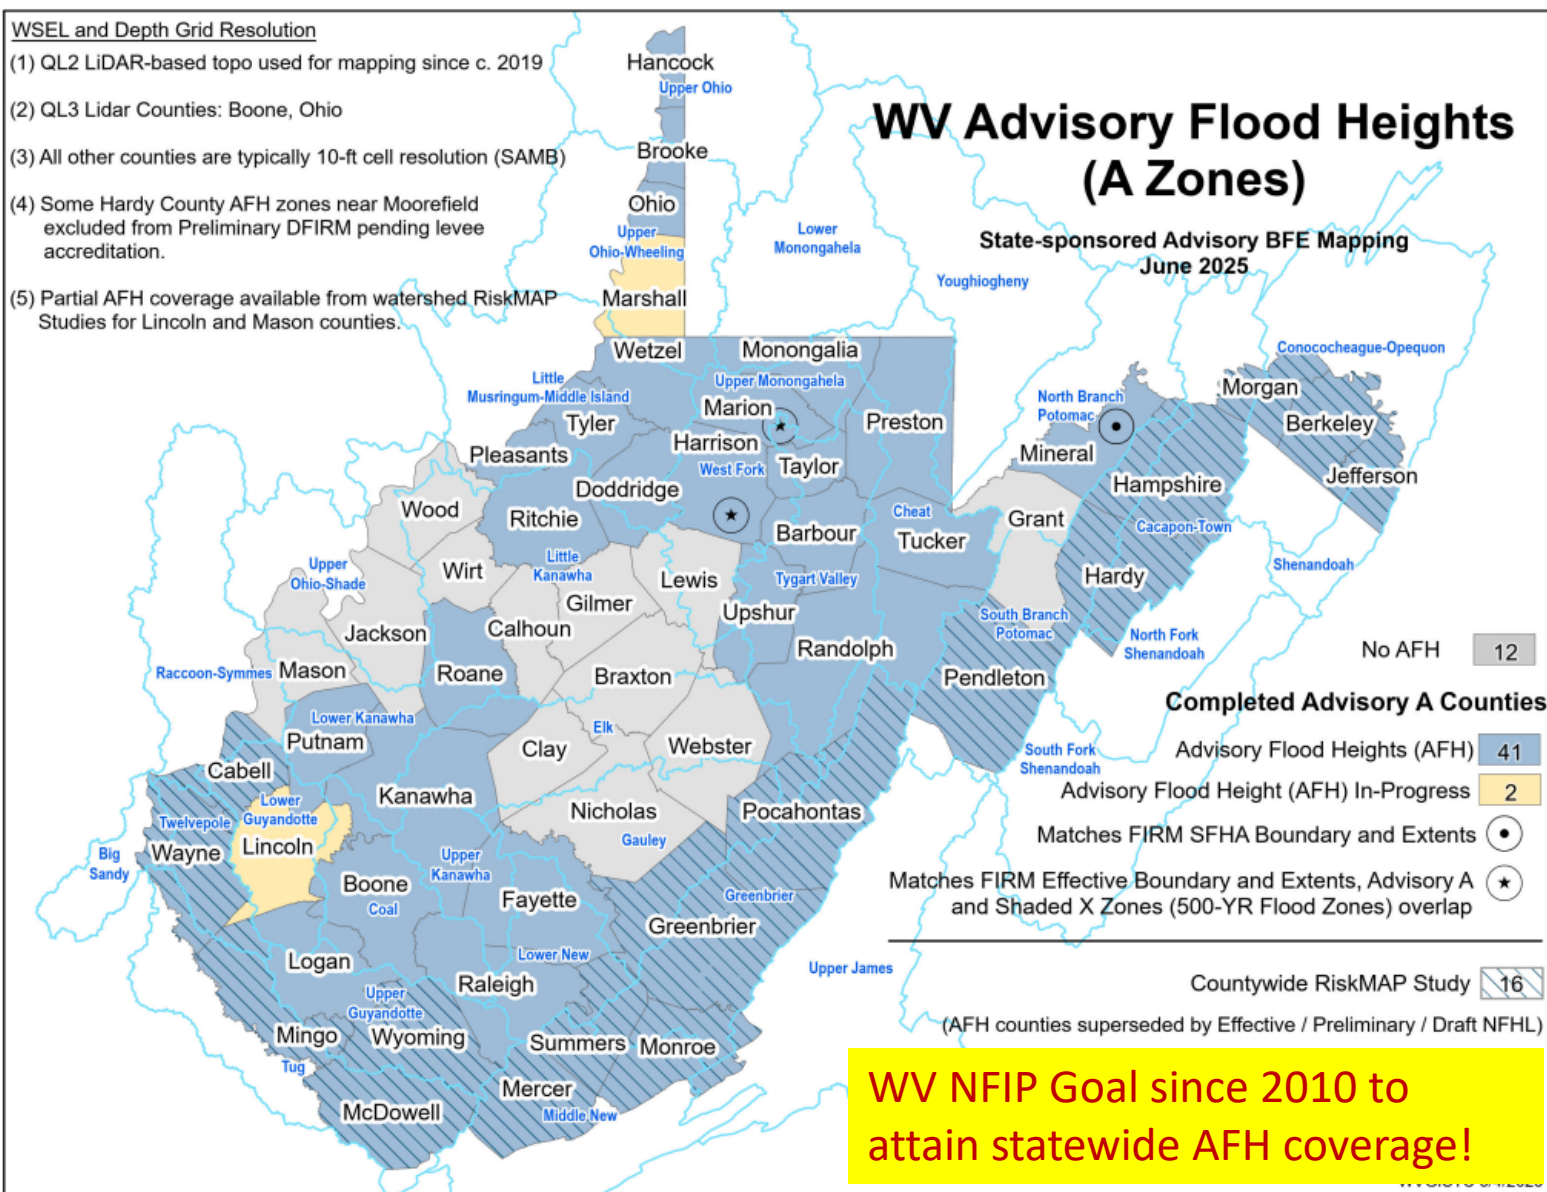 WSEL and Depth Grid Resolution
(1) QL2 LiDAR-based topo used for mapping since c. 2019
(2) QL3 Lidar Counties: Boone, Ohio
(3) All other counties are typically 10-ft cell resolution (SAMB)
(4) Some Hardy County AFH zones near Moorefield
excluded from Preliminary DFIRM pending levee
accreditation.
(5) Partial AFH coverage available from watershed RiskMAP
Studies for Lincoln and Mason counties.
WV Advisory Flood Heights
(A Zones)
State-sponsored Advisory BFE Mapping
June 2025
Hancock
Upper Ohio
Brooke
Ohio
Upper
Ohio-Wheeling
Marshall
Lower
Monongahela
Youghiogheny
Wetzel
Monongalia
Little
Musringum-Middle Island
Upper Monongahela
Marion
Tyler
Harrison
Preston
Pleasants
West Fork
Taylor
Doddridge
Wood
Ritchie
Barbour
Cheat
Tucker
North Branch
Potomac
Mineral
Grant
Conococheague-Opequon
Morgan
Berkeley
Jefferson
Hampshire
Cacapon-Town
Shenandoah
Hardy
Upper
Ohio-Shade
Wirt
Little
Kanawha
Lewis
Gilmer
Tygart Valley
Upshur
Calhoun
Jackson
Randolph
South Branch
Potomac
North Fork
Shenandoah
Raccoon-Symmes
Mason
Roane
Braxton
Pendleton
Lower Kanawha
Putnam
Elk
Clay
Webster
South Fork
Shenandoah
Cabell
Kanawha
Lower
Guyandotte
Nicholas
Gauley
Pocahontas
Twelvepole
Wayne
Lincoln
Big
Sandy
Upper
Kanawha
Boone
Coal
Fayette
Greenbrier
Greenbrier
Logan
Lower New
Raleigh
Upper James
Upper
Guyandotte
Mingo
Wyoming
Summers
Monroe
Tug
Mercer
McDowell
Middle New
No AFH 12
Completed Advisory A Counties
Advisory Flood Heights (AFH) 41
Advisory Flood Height (AFH) In-Progress 2
Matches FIRM SFHA Boundary and Extents
Matches FIRM Effective Boundary and Extents, Advisory A
and Shaded X Zones (500-YR Flood Zones) overlap
Countywide RiskMAP Study 16
(AFH counties superseded by Effective / Preliminary / Draft NFHL)
WV NFIP Goal since 2010 to
attain statewide AFH coverage!